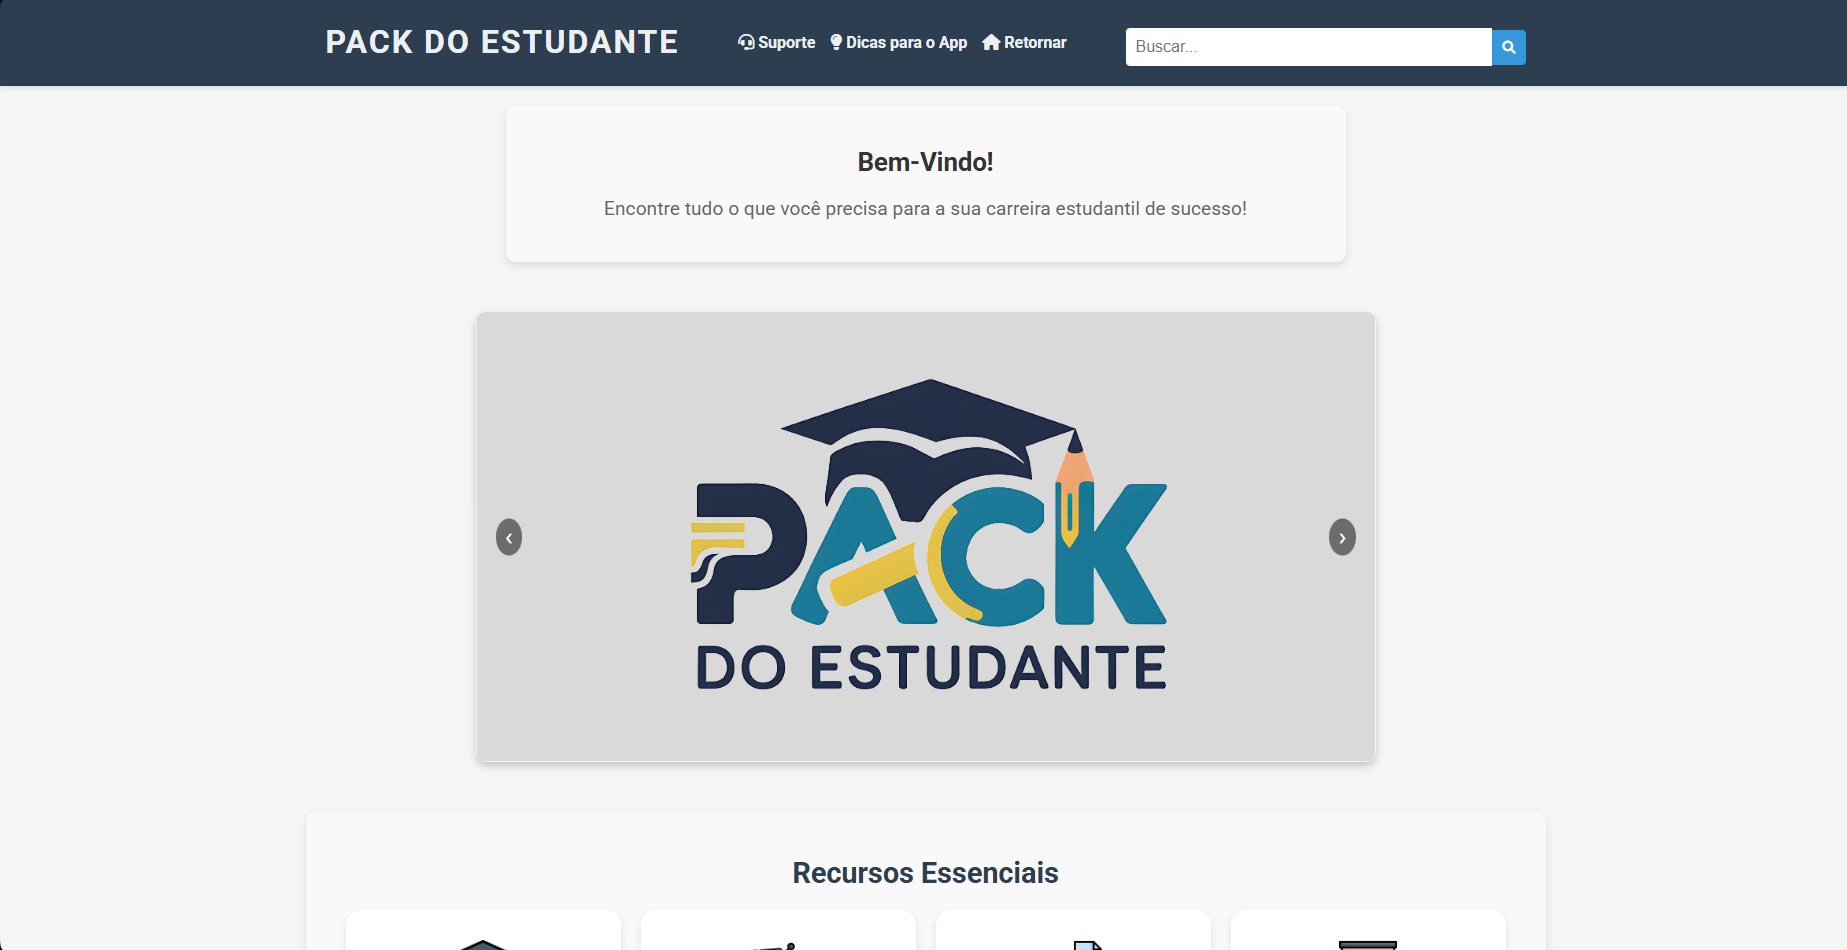 PACK DO ESTUDANTE
Suporte
Dicas para o App
Retornar
Buscar...
Bem-Vindo!
Encontre tudo o que você precisa para a sua carreira estudantil de sucesso!
PACK
DO ESTUDANTE
Recursos Essenciais